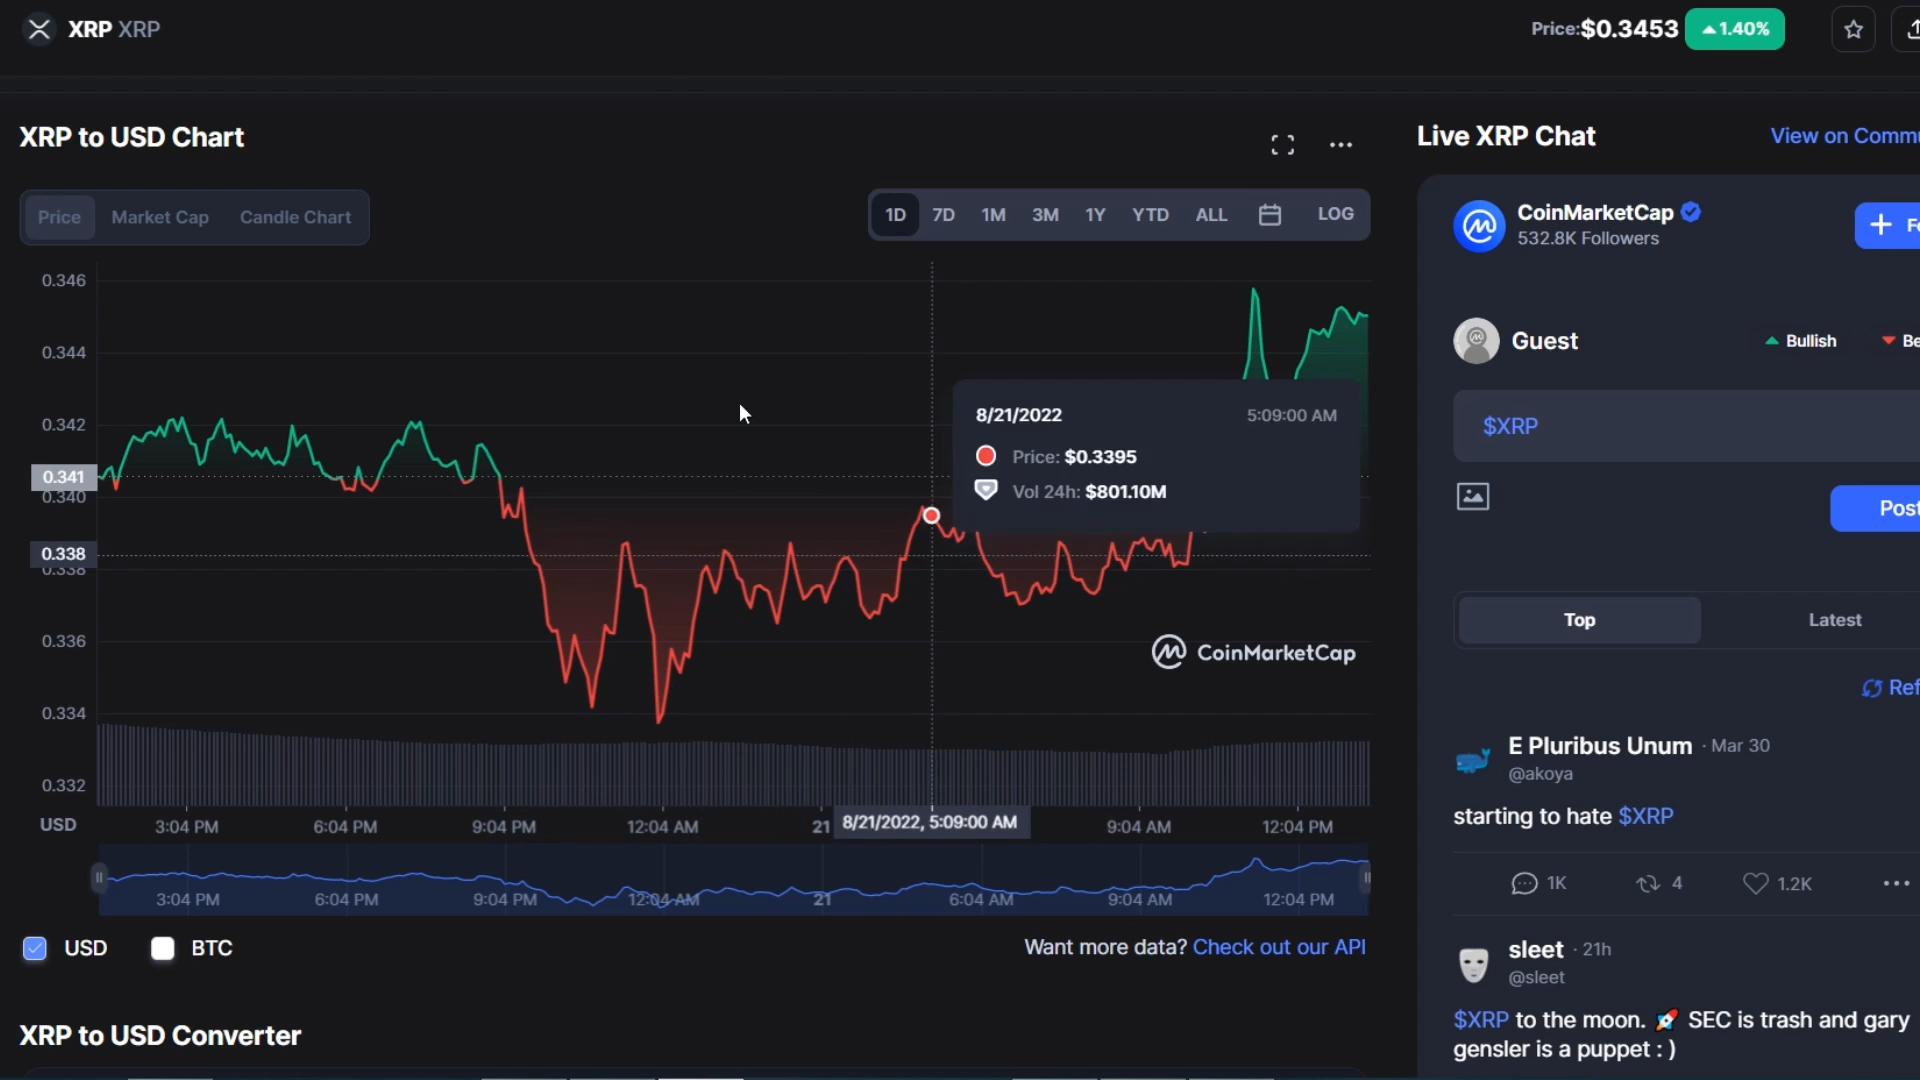 XRP XRP
Price:$0.3453 1.40%
XRP to USD Chart
Price Market Cap Candle Chart
1D 7D 1M 3M 1Y YTD ALL LOG
0.346
0.344
0.342
0.341
0.340
0.338
0.338
0.336
0.334
0.332
8/21/2022 5:09:00 AM
Price: $0.3395
Vol 24h: $801.10M
CoinMarketCap
USD 3:04 PM 6:04 PM 9:04 PM 12:04 AM 21 8/21/2022, 5:09:00 AM 9:04 AM 12:04 PM
3:04 PM 6:04 PM 9:04 PM 12:04 AM 21 6:04 AM 9:04 AM 12:04 PM
USD BTC
Want more data? Check out our API
XRP to USD Converter
Live XRP Chat View on Commu
CoinMarketCap
532.8K Followers
+ Fo
Guest Bullish Be
$XRP
Post
Top Latest
Ref
E Pluribus Unum · Mar 30
@akoya
starting to hate $XRP
1K 4 1.2K
sleet · 21h
@sleet
$XRP to the moon. 🚀 SEC is trash and gary
gensler is a puppet : )